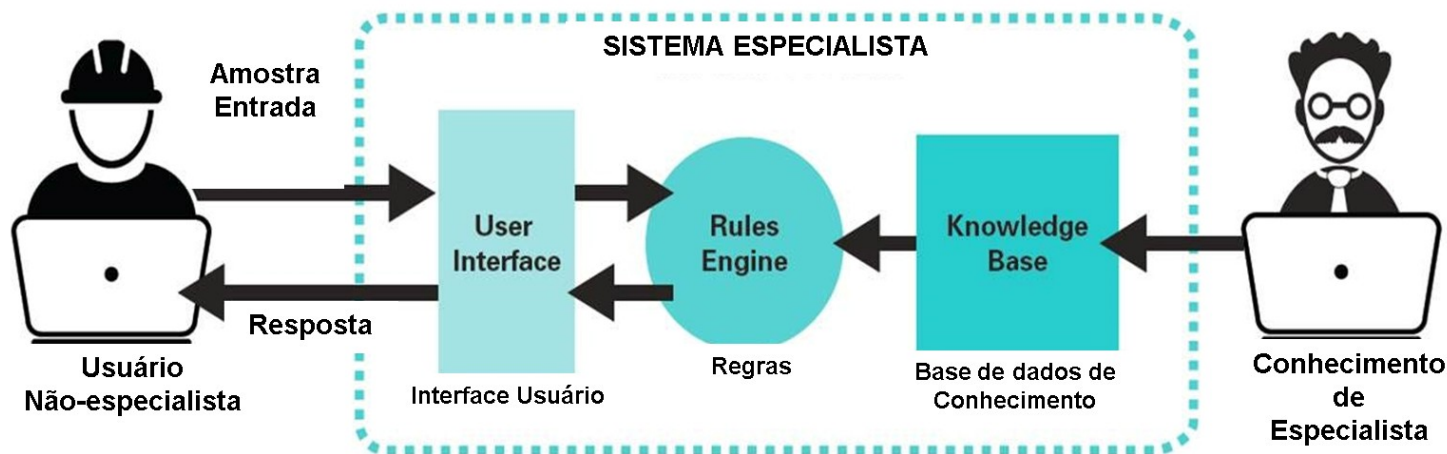 SISTEMA ESPECIALISTA
Amostra
Entrada
User
Interface
Rules
Engine
Knowledge
Base
Resposta
Usuário
Não-especialista
Interface Usuário
Regras
Base de dados de
Conhecimento
Conhecimento
de
Especialista